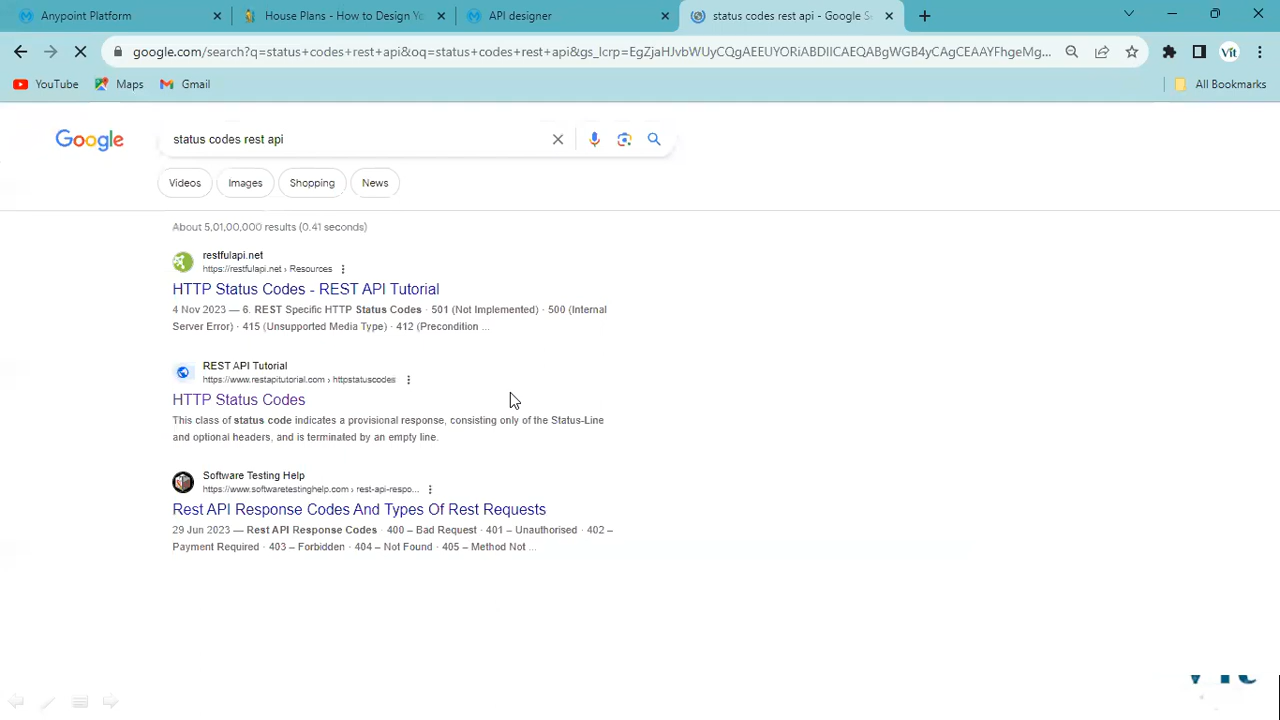 Anypoint Platform
House Plans - How to Design Yo
API designer
status codes rest api - Google Se
google.com/search?q=status+codes+rest+api&oq=status+codes+rest+api&gs_lcrp=EgZjaHJvbWUyCQgAEEUYORiABDIICAEQABgWGB4yCAgCEAAYFhgeMg...
Vit
YouTube
Maps
Gmail
All Bookmarks
Google
status codes rest api
Videos
Images
Shopping
News
About 5,01,00,000 results (0.41 seconds)
restfulapi.net
https://restfulapi.net › Resources
HTTP Status Codes - REST API Tutorial
4 Nov 2023 — 6. REST Specific HTTP Status Codes · 501 (Not Implemented) · 500 (Internal
Server Error) · 415 (Unsupported Media Type) · 412 (Precondition ...
REST API Tutorial
https://www.restapitutorial.com › httpstatuscodes
HTTP Status Codes
This class of status code indicates a provisional response, consisting only of the Status-Line
and optional headers, and is terminated by an empty line.
Software Testing Help
https://www.softwaretestinghelp.com › rest-api-respo...
Rest API Response Codes And Types Of Rest Requests
29 Jun 2023 — Rest API Response Codes · 400 – Bad Request · 401 – Unauthorised · 402 –
Payment Required · 403 – Forbidden · 404 – Not Found · 405 – Method Not ...